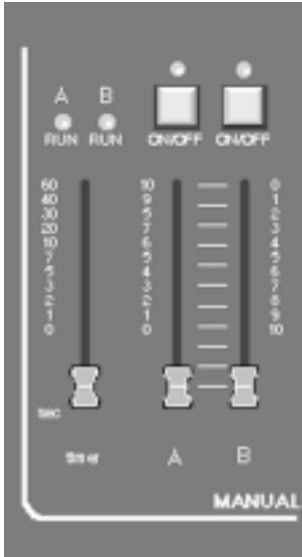 A B
RUN RUN
ON/OFF ON/OFF
60 10 0
40 9 1
30 5 2
20 7 3
10 6 4
7 5 5
5 4 6
3 3 7
2 2 8
1 1 9
0 0 10
sec
timer A B
MANUAL